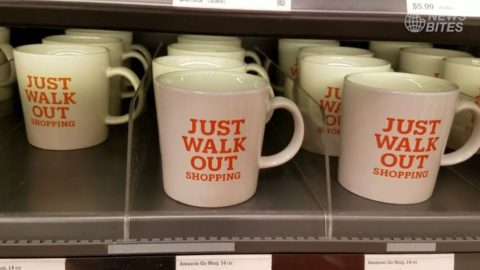 $5.99
NEWS
BITES
JUST
WALK
OUT
SHOPPING
JUST
WALK
OUT
SHOPPING
JUST
WALK
OUT
SHOPPING
Amazon Go Mug, 14 oz
Amazon Go Mug, 14 oz